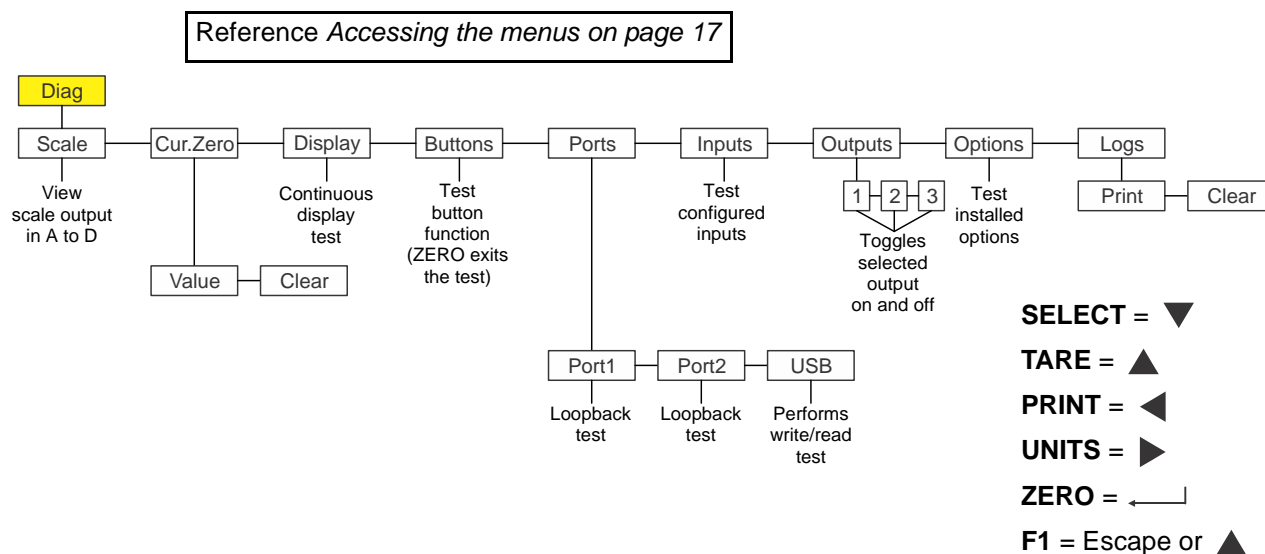 Reference Accessing the menus on page 17
Diag
Scale
Cur.Zero
Display
Buttons
Ports
Inputs
Outputs
Options
Logs
View
scale output
in A to D
Continuous
display
test
Test
button
function
(ZERO exits
the test)
Test
configured
inputs
1
2
3
Toggles
selected
output
on and off
Test
installed
options
Print
Clear
Value
Clear
Port1
Port2
USB
Loopback
test
Loopback
test
Performs
write/read
test
SELECT = ▼
TARE = ▲
PRINT = ◀
UNITS = ▶
ZERO = ↵
F1 = Escape or ▲